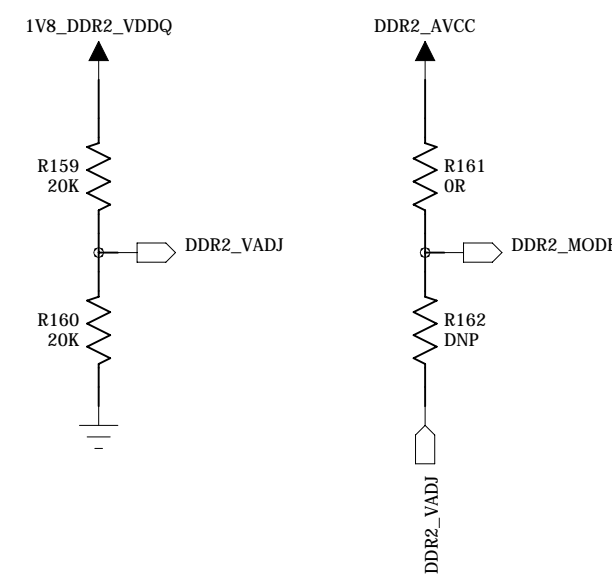 1V8_DDR2_VDDQ
R159
20K
DDR2_VADJ
R160
20K
DDR2_AVCC
R161
0R
R162
DNP
DDR2_VADJ